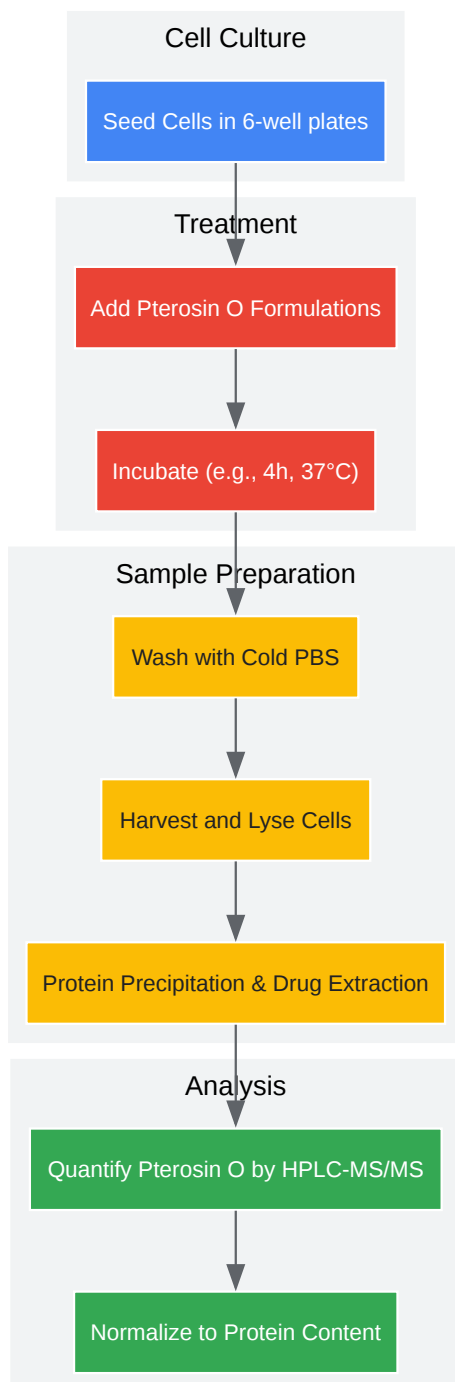 Cell Culture
Seed Cells in 6-well plates
Treatment
Add Pterosin O Formulations
Incubate (e.g., 4h, 37°C)
Sample Preparation
Wash with Cold PBS
Harvest and Lyse Cells
Protein Precipitation & Drug Extraction
Analysis
Quantify Pterosin O by HPLC-MS/MS
Normalize to Protein Content